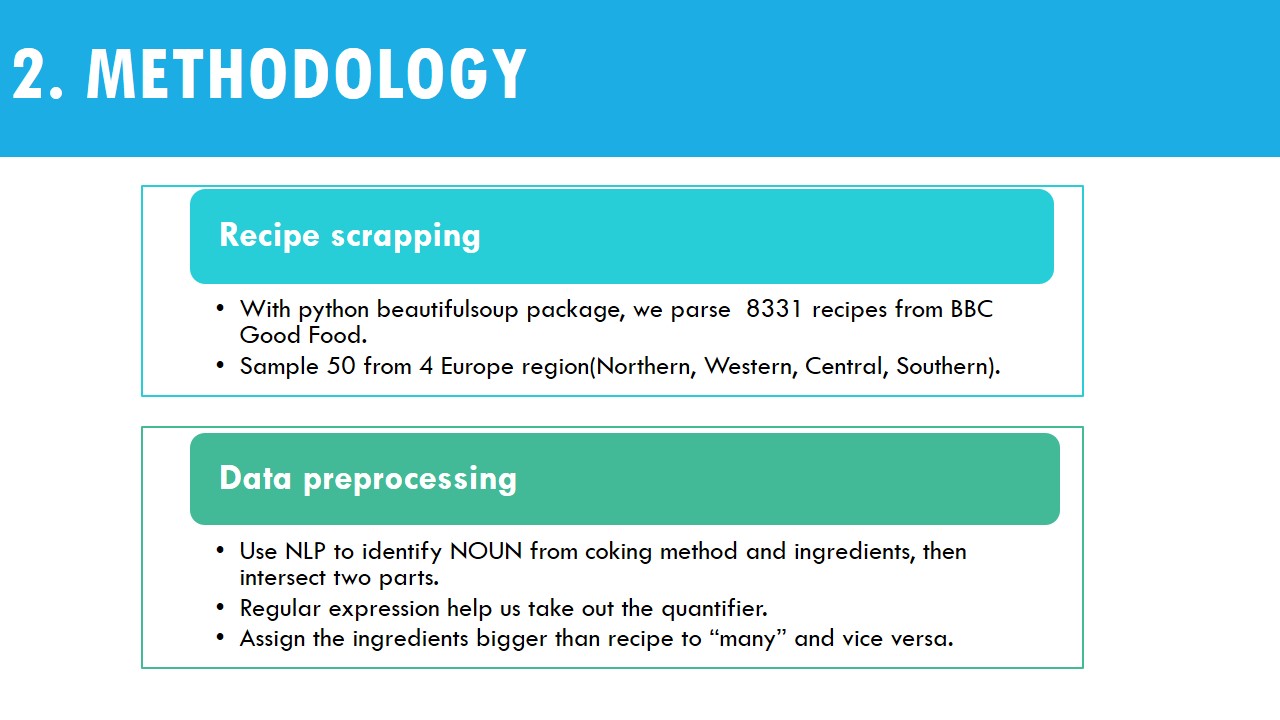 2. METHODOLOGY
Recipe scrapping
• With python beautifulsoup package, we parse  8331 recipes from BBC
Good Food.
• Sample 50 from 4 Europe region(Northern, Western, Central, Southern).
Data preprocessing
• Use NLP to identify NOUN from coking method and ingredients, then
intersect two parts.
• Regular expression help us take out the quantifier.
• Assign the ingredients bigger than recipe to “many” and vice versa.